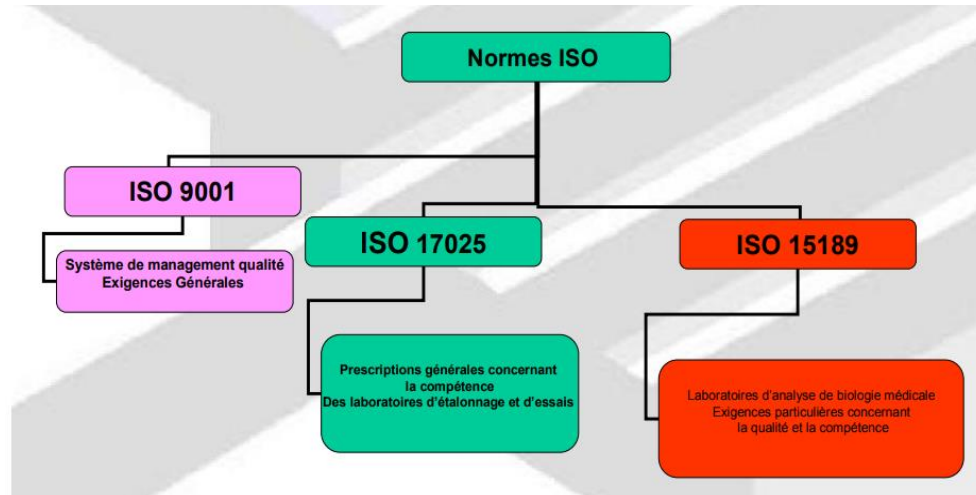 Normes ISO
ISO 9001
Système de management qualité
Exigences Générales
ISO 17025
Prescriptions générales concernant
la compétence
Des laboratoires d'étalonnage et d'essais
ISO 15189
Laboratoires d'analyse de biologie médicale
Exigences particulières concernant
la qualité et la compétence